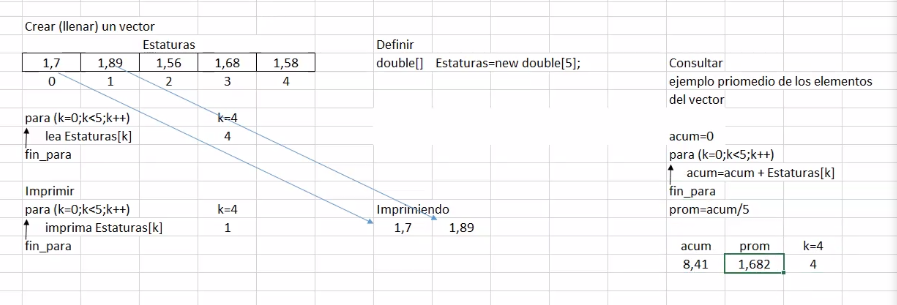 Crear (llenar) un vector
Estaturas
1,7 1,89 1,56 1,68 1,58
0 1 2 3 4
para (k=0;k<5;k++) k=4
lea Estaturas[k] 4
fin_para
Imprimir
para (k=0;k<5;k++) k=4
imprima Estaturas[k] 1
fin_para
Definir
double[] Estaturas=new double[5];
Imprimiendo
1,7 1,89
Consultar
ejemplo priomedio de los elementos
del vector
acum=0
para (k=0;k<5;k++)
acum=acum + Estaturas[k]
fin_para
prom=acum/5
acum prom k=4
8,41 1,682 4